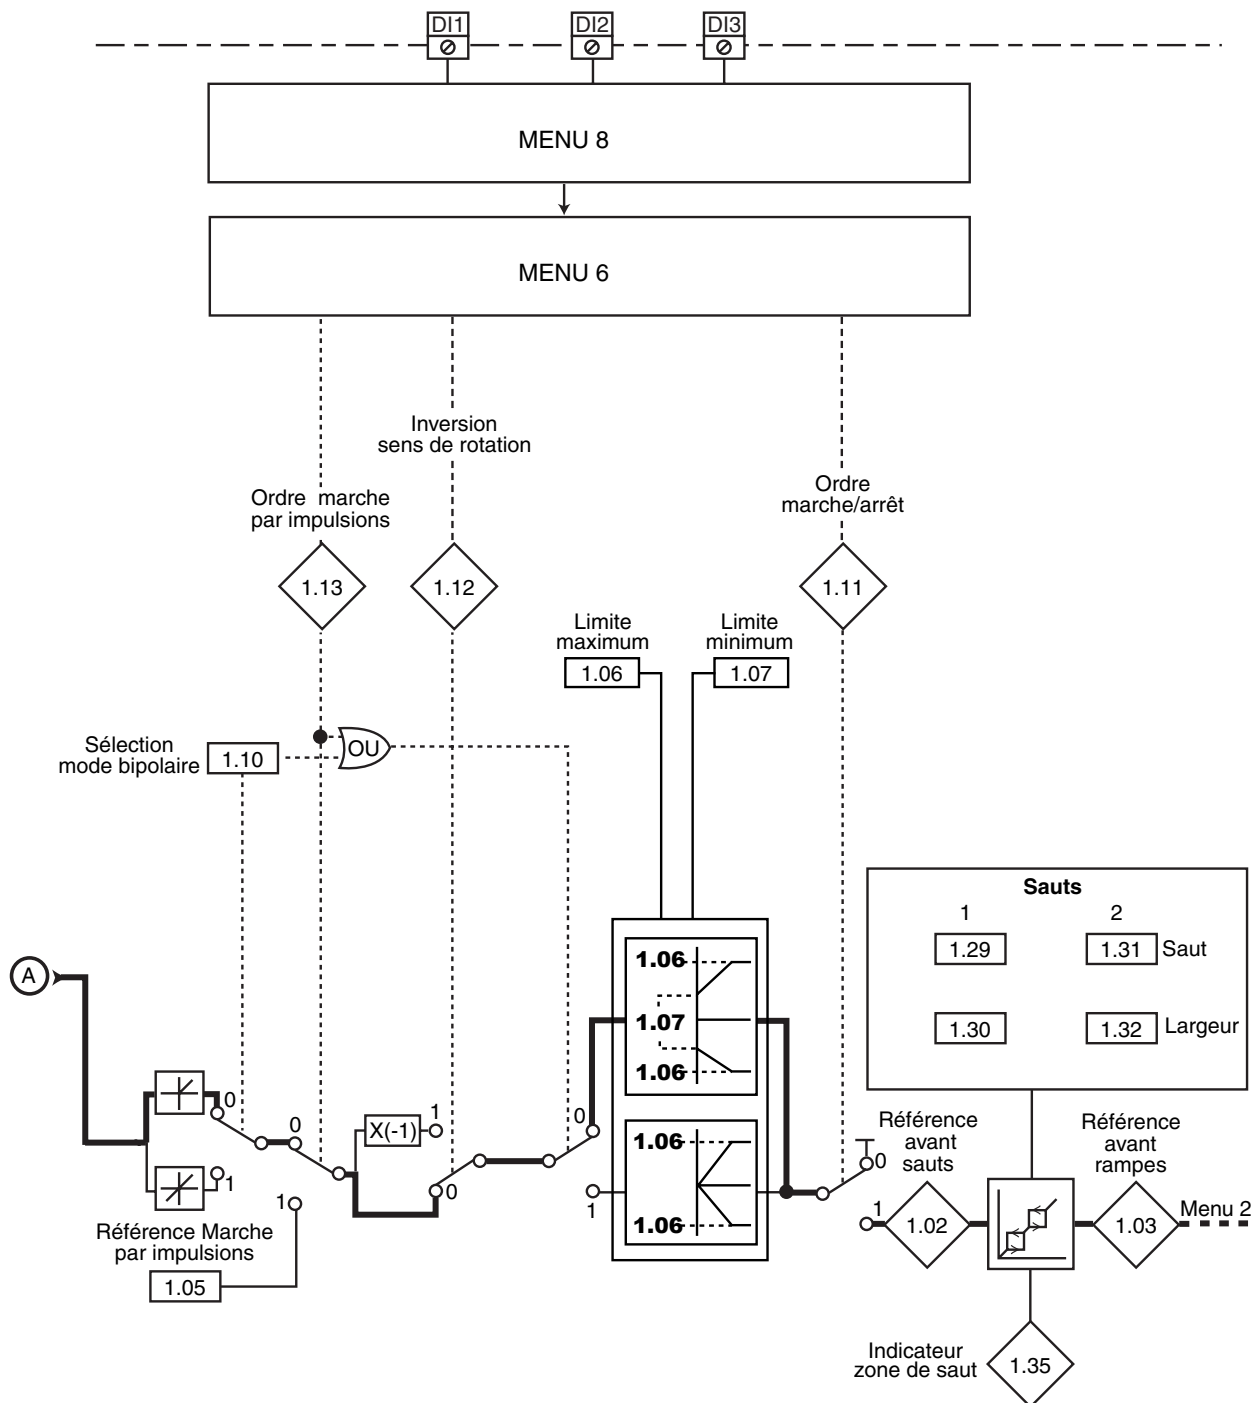 DI1 DI2 DI3
MENU 8
MENU 6
Inversion
sens de rotation
Ordre marche
par impulsions
Ordre
marche/arrêt
1.13
1.12
1.11
Limite
maximum
1.06
Limite
minimum
1.07
Sélection
mode bipolaire
1.10
OU
Sauts
1 2
1.29 1.31 Saut
1.30 1.32 Largeur
A
1.06
1.07
1.06
0
1
0
1
X(-1)
1
0
0
1
1.06
1.06
Référence Marche
par impulsions
1.05
0
1
Référence
avant
sauts
1.02
Référence
avant
rampes
1.03
Menu 2
Indicateur
zone de saut
1.35